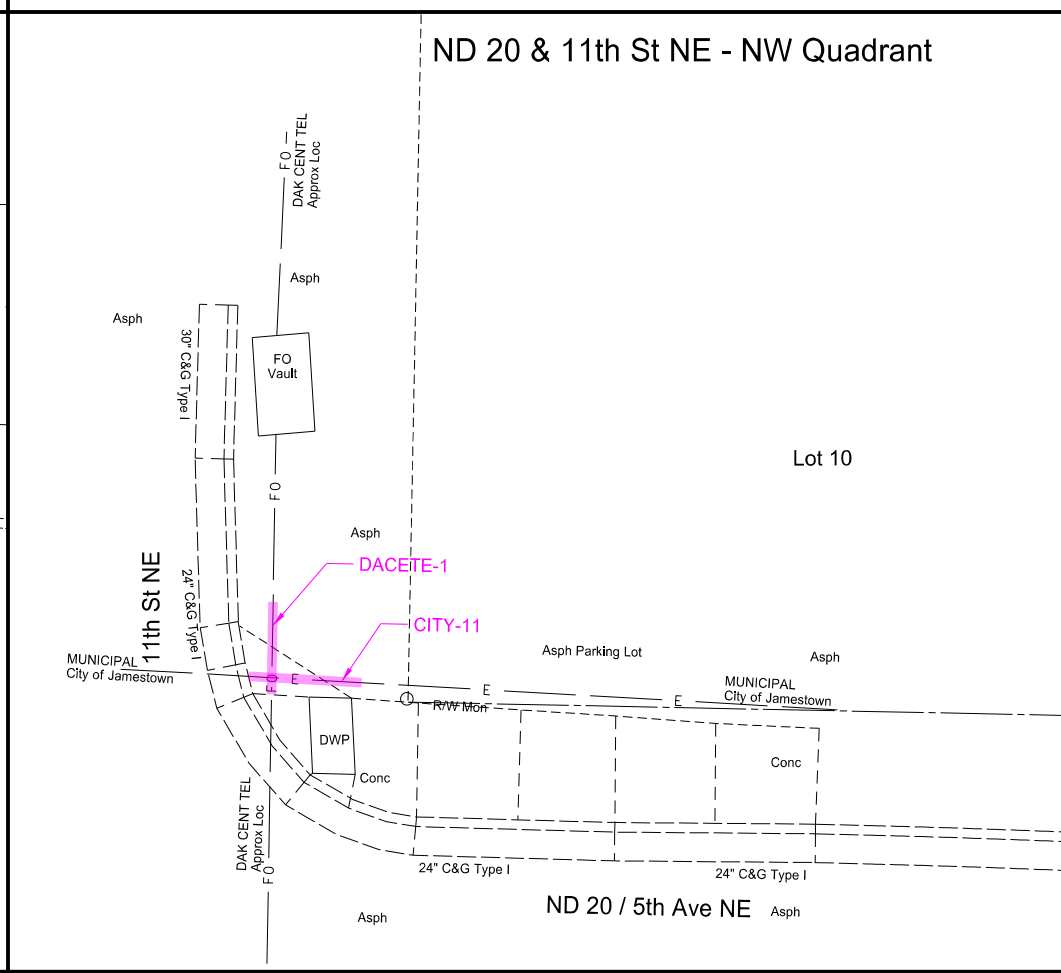 ND 20 & 11th St NE - NW Quadrant
FO
DAK CENT TEL
Approx Loc
Asph
Asph
30" C&G Type I
FO
Vault
Lot 10
FO
Asph
DACETE-1
11th St NE
24" C&G Type I
CITY-11
Asph Parking Lot
Asph
MUNICIPAL
City of Jamestown
FO
E
E
E
MUNICIPAL
City of Jamestown
R/W Mon
DWP
Conc
Conc
DAK CENT TEL
Approx Loc
FO
24" C&G Type I
24" C&G Type I
ND 20 / 5th Ave NE
Asph
Asph